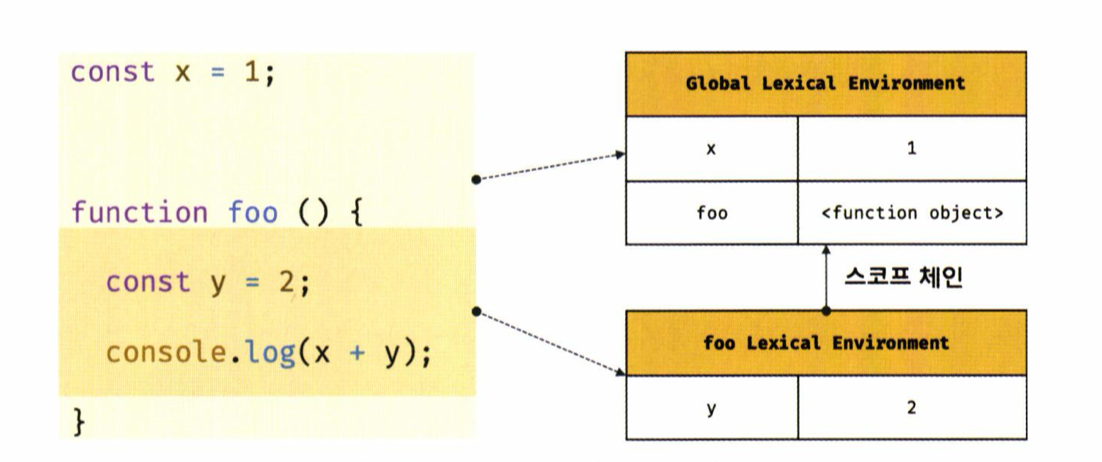 const x = 1;
function foo () {
const y = 2;
console.log(x + y);
}
Global Lexical Environment
x 1
foo <function object>
스코프 체인
foo Lexical Environment
y 2